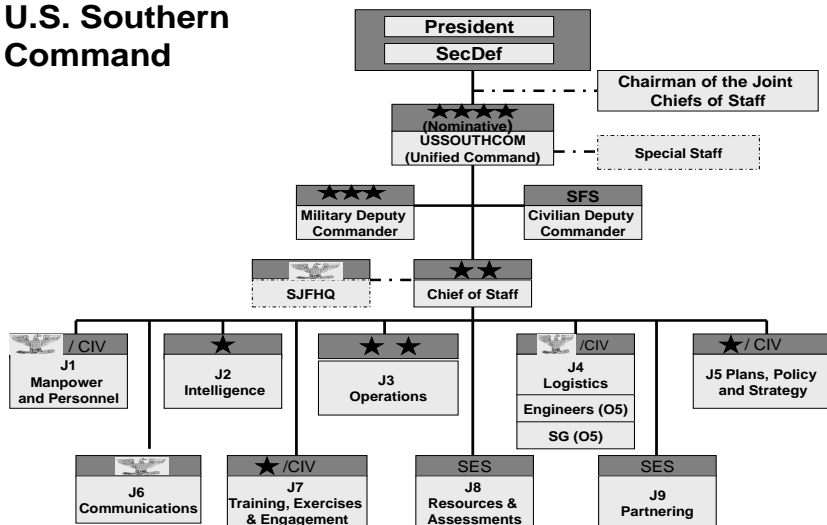 U.S. Southern
Command
President
SecDef
Chairman of the Joint
Chiefs of Staff
(Nominative)
USSOUTHCOM
(Unified Command)
Special Staff
Military Deputy
Commander
SFS
Civilian Deputy
Commander
SJFHQ
Chief of Staff
/ CIV
J1
Manpower
and Personnel
J2
Intelligence
J3
Operations
/CIV
J4
Logistics
Engineers (O5)
SG (O5)
/ CIV
J5 Plans, Policy
and Strategy
J6
Communications
/CIV
J7
Training, Exercises
& Engagement
SES
J8
Resources &
Assessments
SES
J9
Partnering